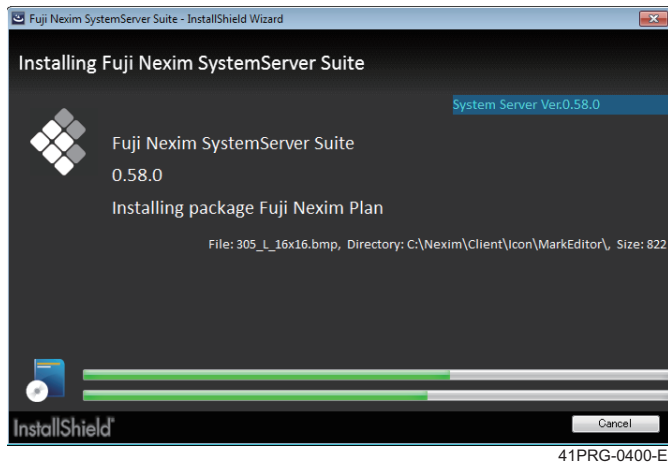 Fuji Nexim SystemServer Suite - InstallShield Wizard
Installing Fuji Nexim SystemServer Suite
System Server Ver.0.58.0
Fuji Nexim SystemServer Suite
0.58.0
Installing package Fuji Nexim Plan
File: 305_L_16x16.bmp, Directory: C:\Nexim\Client\Icon\MarkEditor\, Size: 822
InstallShield
Cancel
41PRG-0400-E